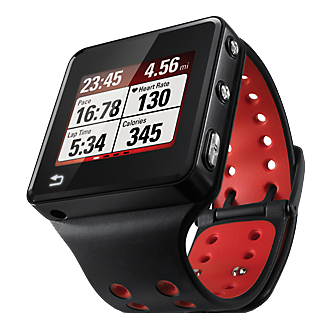 23:45 4.56 mi
Pace ♥ Heart Rate
16:78 130
Lap Time Calories
5:34 345